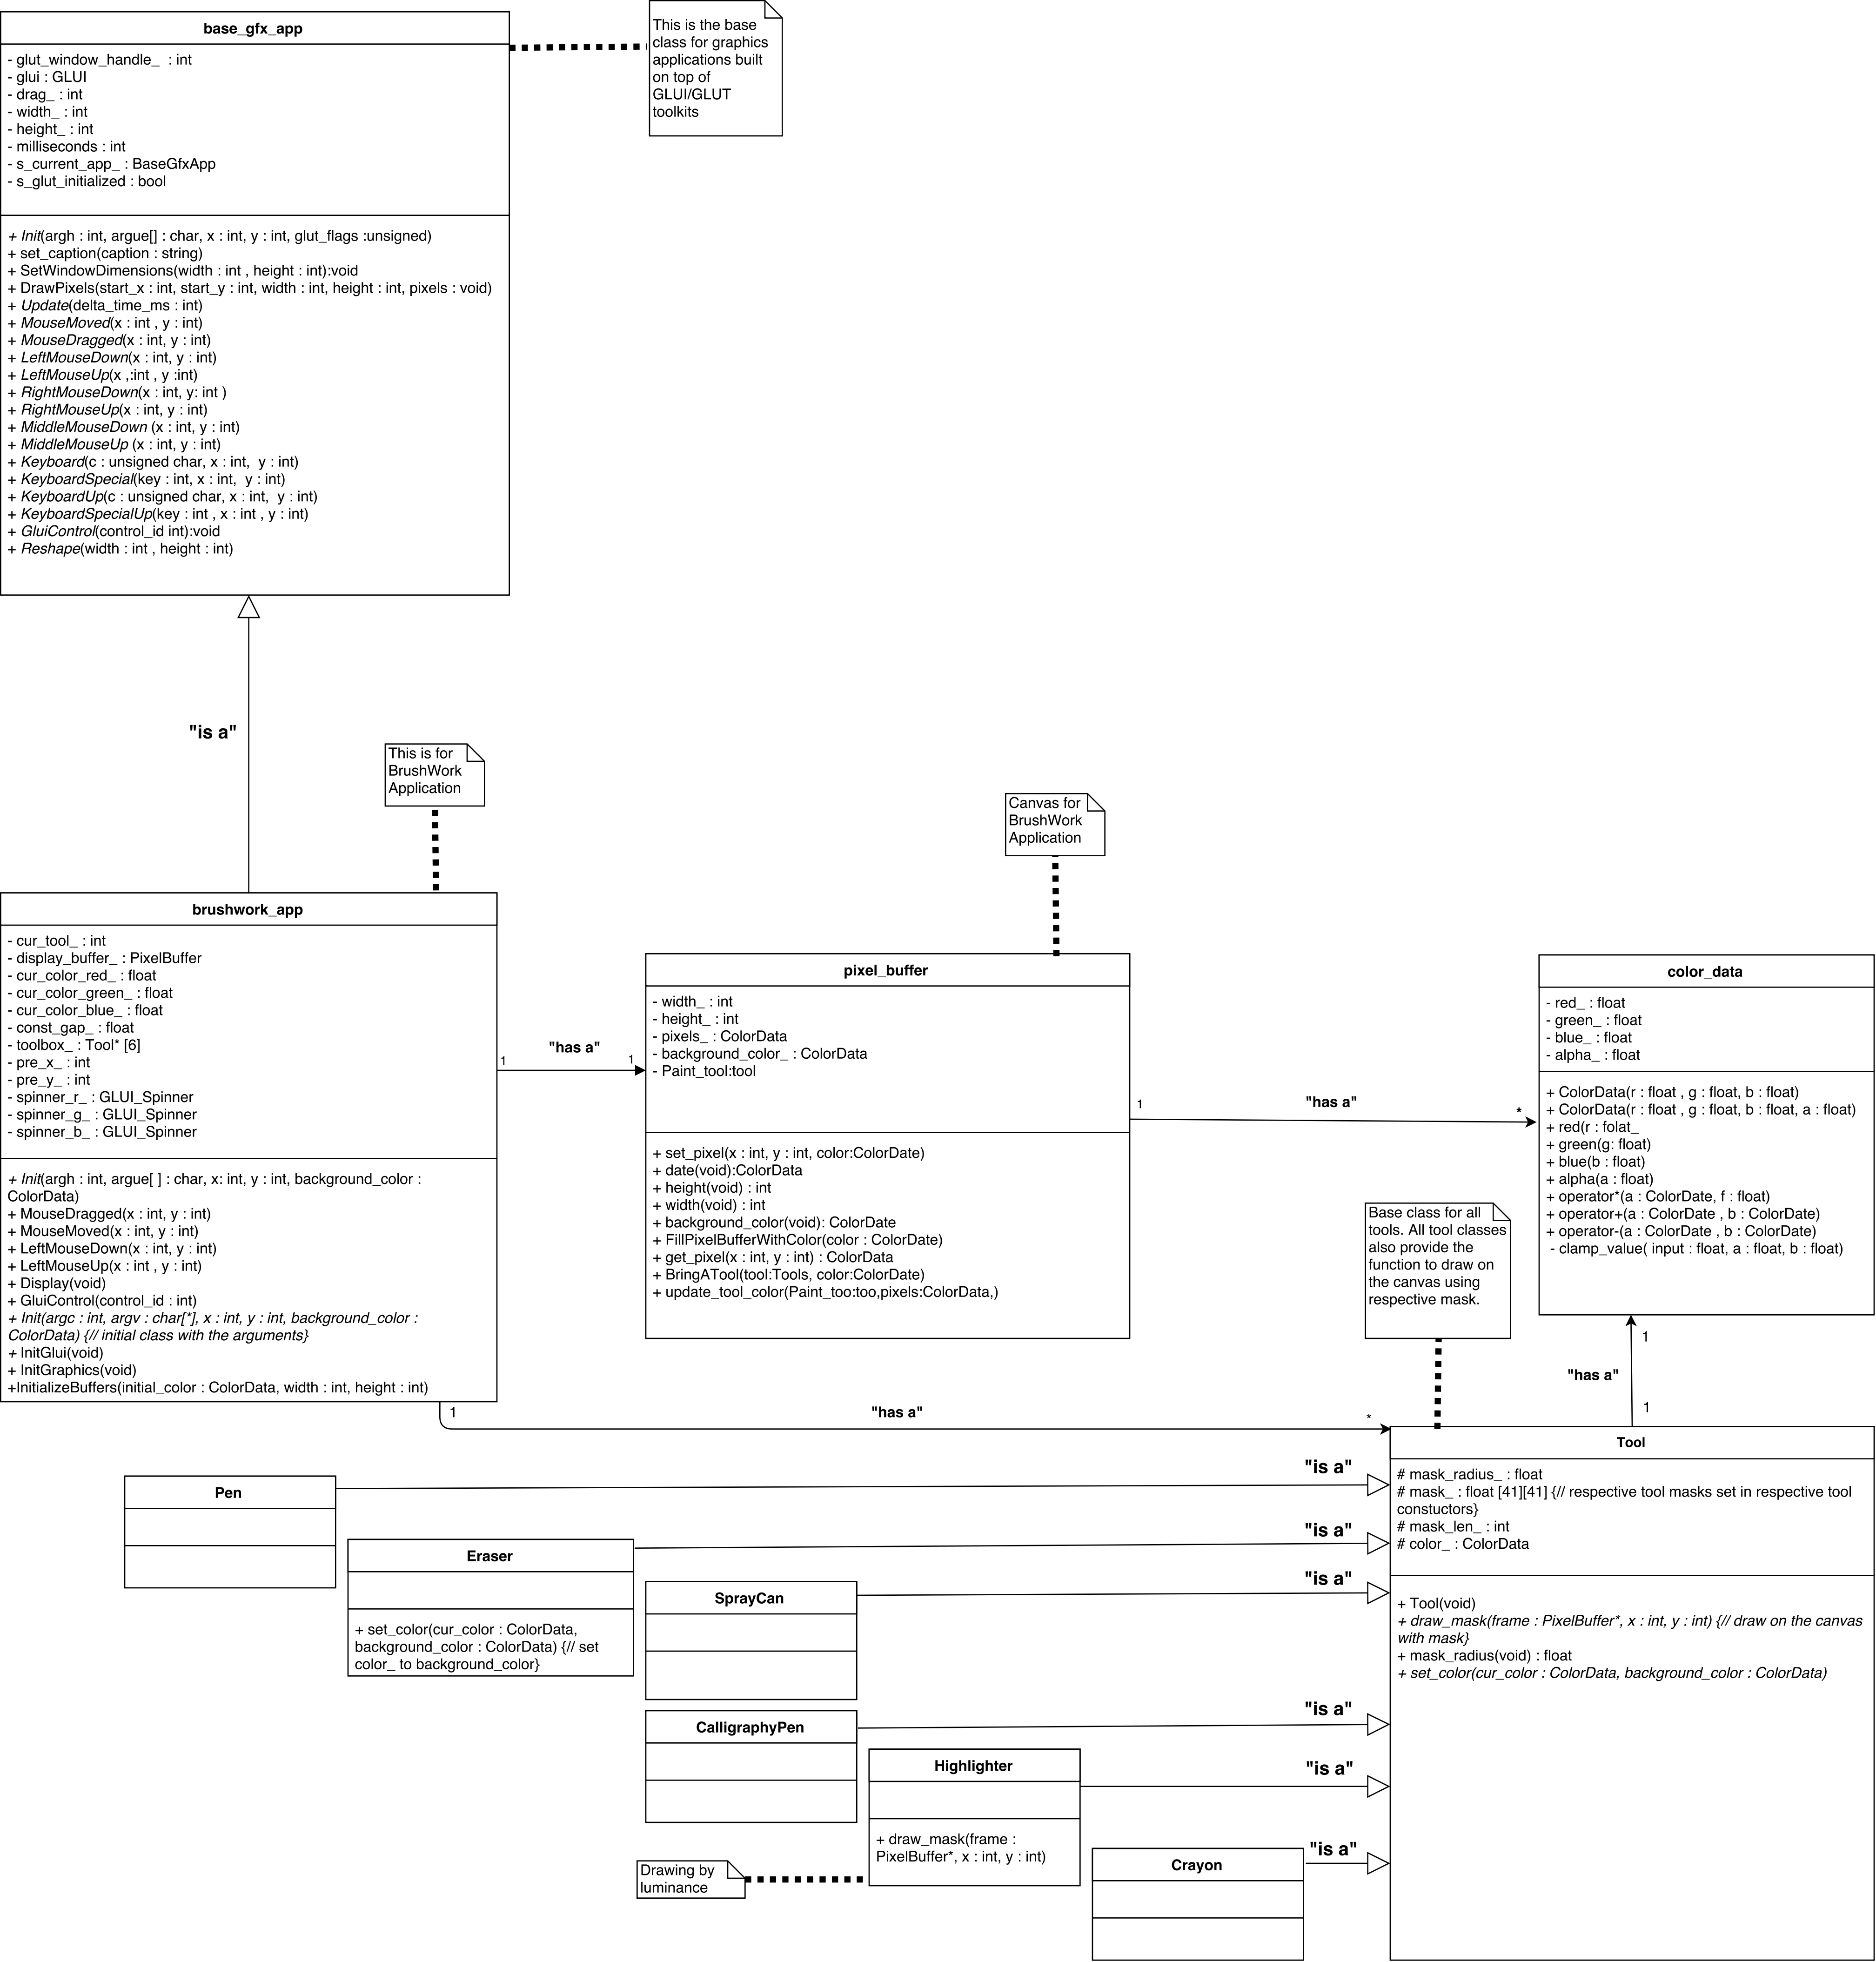 base_gfx_app
- glut_window_handle_  : int
- glui : GLUI
- drag_ : int
- width_ : int
- height_ : int
- milliseconds : int
- s_current_app_ : BaseGfxApp
- s_glut_initialized : bool
+ Init(argh : int, argue[] : char, x : int, y : int, glut_flags :unsigned)
+ set_caption(caption : string)
+ SetWindowDimensions(width : int , height : int):void
+ DrawPixels(start_x : int, start_y : int, width : int, height : int, pixels : void)
+ Update(delta_time_ms : int)
+ MouseMoved(x : int , y : int)
+ MouseDragged(x : int, y : int)
+ LeftMouseDown(x : int, y : int)
+ LeftMouseUp(x ,:int , y :int)
+ RightMouseDown(x : int, y: int )
+ RightMouseUp(x : int, y : int)
+ MiddleMouseDown (x : int, y : int)
+ MiddleMouseUp (x : int, y : int)
+ Keyboard(c : unsigned char, x : int,  y : int)
+ KeyboardSpecial(key : int, x : int,  y : int)
+ KeyboardUp(c : unsigned char, x : int,  y : int)
+ KeyboardSpecialUp(key : int , x : int , y : int)
+ GluiControl(control_id int):void
+ Reshape(width : int , height : int)
This is the base
class for graphics
applications built
on top of
GLUI/GLUT
toolkits
"is a"
This is for
BrushWork
Application
brushwork_app
- cur_tool_ : int
- display_buffer_ : PixelBuffer
- cur_color_red_ : float
- cur_color_green_ : float
- cur_color_blue_ : float
- const_gap_ : float
- toolbox_ : Tool* [6]
- pre_x_ : int
- pre_y_ : int
- spinner_r_ : GLUI_Spinner
- spinner_g_ : GLUI_Spinner
- spinner_b_ : GLUI_Spinner
+ Init(argh : int, argue[ ] : char, x: int, y : int, background_color :
ColorData)
+ MouseDragged(x : int, y : int)
+ MouseMoved(x : int, y : int)
+ LeftMouseDown(x : int, y : int)
+ LeftMouseUp(x : int , y : int)
+ Display(void)
+ GluiControl(control_id : int)
+ Init(argc : int, argv : char[*], x : int, y : int, background_color :
ColorData) {// initial class with the arguments}
+ InitGlui(void)
+ InitGraphics(void)
+InitializeBuffers(initial_color : ColorData, width : int, height : int)
1
"has a"
1
Canvas for
BrushWork
Application
pixel_buffer
- width_ : int
- height_ : int
- pixels_ : ColorData
- background_color_ : ColorData
- Paint_tool:tool
+ set_pixel(x : int, y : int, color:ColorDate)
+ date(void):ColorData
+ height(void) : int
+ width(void) : int
+ background_color(void): ColorDate
+ FillPixelBufferWithColor(color : ColorDate)
+ get_pixel(x : int, y : int) : ColorData
+ BringATool(tool:Tools, color:ColorDate)
+ update_tool_color(Paint_too:too,pixels:ColorData,)
1
"has a"
*
color_data
- red_ : float
- green_ : float
- blue_ : float
- alpha_ : float
+ ColorData(r : float , g : float, b : float)
+ ColorData(r : float , g : float, b : float, a : float)
+ red(r : folat_
+ green(g: float)
+ blue(b : float)
+ alpha(a : float)
+ operator*(a : ColorDate, f : float)
+ operator+(a : ColorDate , b : ColorDate)
+ operator-(a : ColorDate , b : ColorDate)
- clamp_value( input : float, a : float, b : float)
Base class for all
tools. All tool classes
also provide the
function to draw on
the canvas using
respective mask.
1
"has a"
1
1
"has a"
*
Tool
# mask_radius_ : float
# mask_ : float [41][41] {// respective tool masks set in respective tool
constuctors}
# mask_len_ : int
# color_ : ColorData
+ Tool(void)
+ draw_mask(frame : PixelBuffer*, x : int, y : int) {// draw on the canvas
with mask}
+ mask_radius(void) : float
+ set_color(cur_color : ColorData, background_color : ColorData)
Pen
"is a"
Eraser
+ set_color(cur_color : ColorData,
background_color : ColorData) {// set
color_ to background_color}
"is a"
SprayCan
"is a"
CalligraphyPen
"is a"
Highlighter
+ draw_mask(frame :
PixelBuffer*, x : int, y : int)
"is a"
Drawing by
luminance
Crayon
"is a"